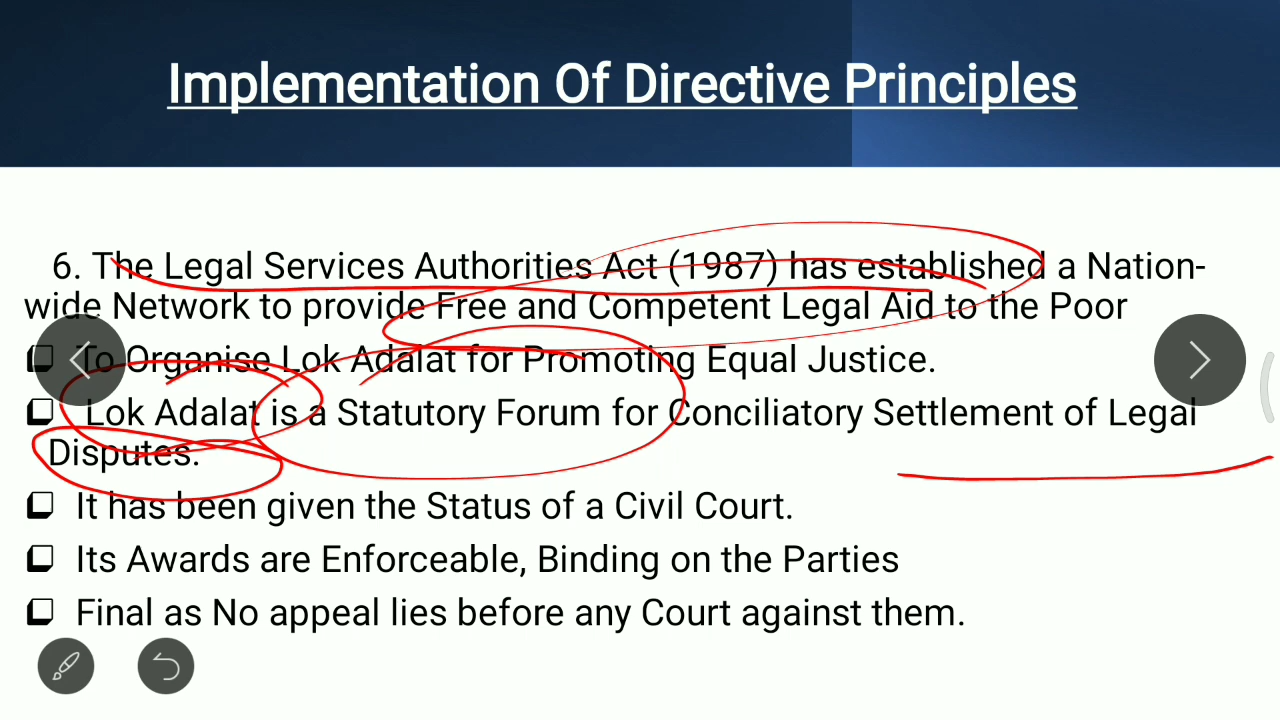 Implementation Of Directive Principles
6. The Legal Services Authorities Act (1987) has established a Nation-
wide Network to provide Free and Competent Legal Aid to the Poor
To Organise Lok Adalat for Promoting Equal Justice.
Lok Adalat is a Statutory Forum for Conciliatory Settlement of Legal
Disputes.
It has been given the Status of a Civil Court.
Its Awards are Enforceable, Binding on the Parties
Final as No appeal lies before any Court against them.